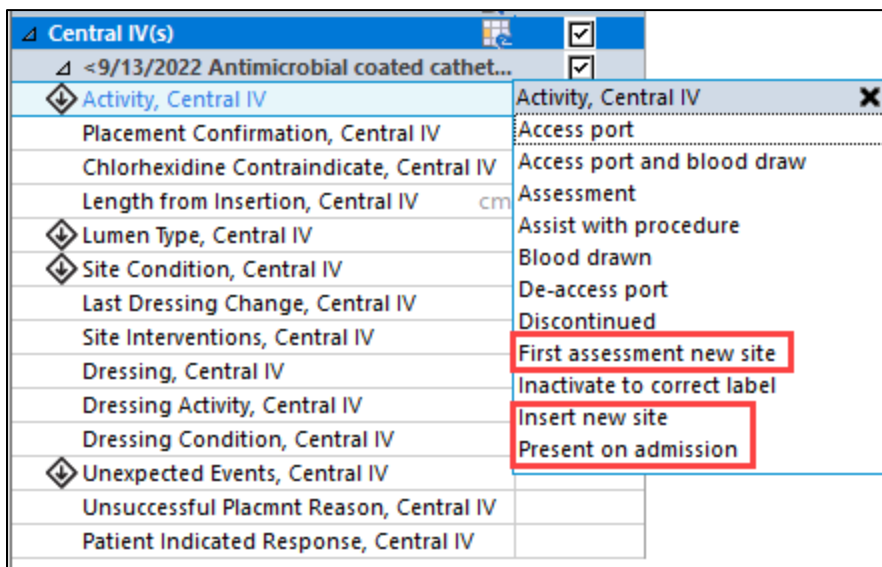 Central IV(s)
<9/13/2022 Antimicrobial coated cathet...
Activity, Central IV
Placement Confirmation, Central IV
Chlorhexidine Contraindicate, Central IV
Length from Insertion, Central IV cm
Lumen Type, Central IV
Site Condition, Central IV
Last Dressing Change, Central IV
Site Interventions, Central IV
Dressing, Central IV
Dressing Activity, Central IV
Dressing Condition, Central IV
Unexpected Events, Central IV
Unsuccessful Placmnt Reason, Central IV
Patient Indicated Response, Central IV
Activity, Central IV
Access port
Access port and blood draw
Assessment
Assist with procedure
Blood drawn
De-access port
Discontinued
First assessment new site
Inactivate to correct label
Insert new site
Present on admission